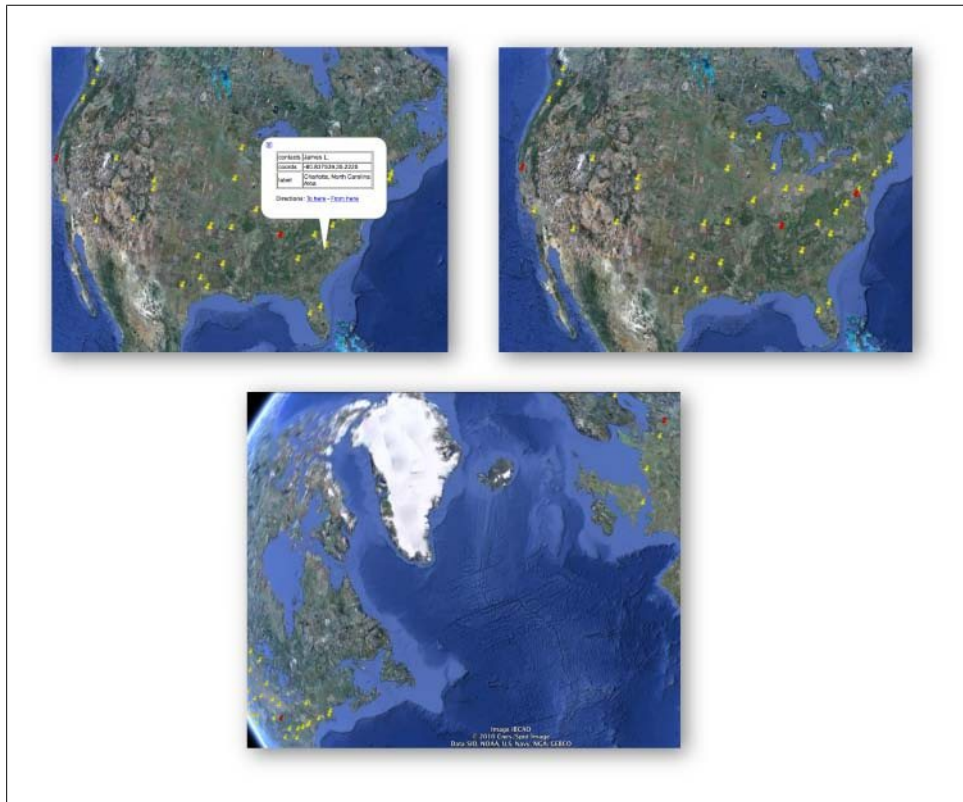 contacts James L.
coords
label Charlotte, North Carolina Area
Directions: To here - From here
Image IBCAO
© 2010 Cnes/Spot Image
Data SIO, NOAA, U.S. Navy, NGA, GEBCO